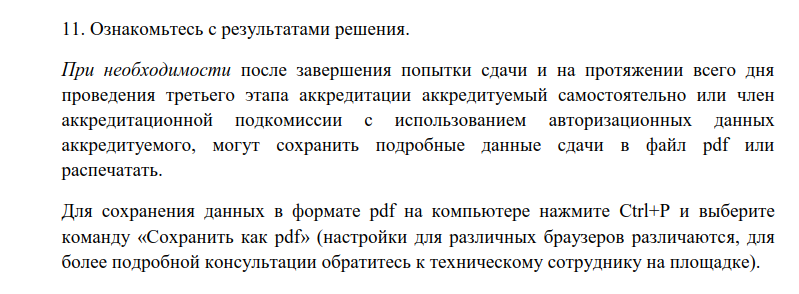 11. Ознакомьтесь с результатами решения.
При необходимости после завершения попытки сдачи и на протяжении всего дня
проведения третьего этапа аккредитации аккредитуемый самостоятельно или член
аккредитационной подкомиссии с использованием авторизационных данных
аккредитуемого, могут сохранить подробные данные сдачи в файл pdf или
распечатать.
Для сохранения данных в формате pdf на компьютере нажмите Ctrl+P и выберите
команду «Сохранить как pdf» (настройки для различных браузеров различаются, для
более подробной консультации обратитесь к техническому сотруднику на площадке).